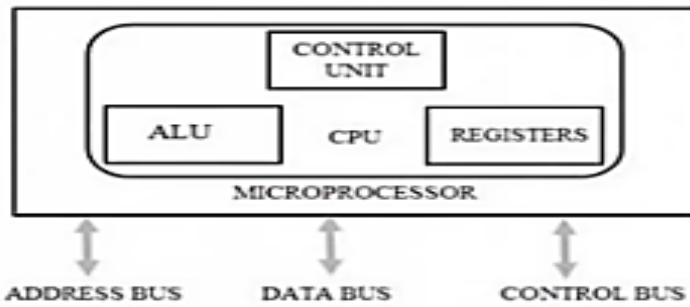 CONTROL
UNIT
ALU
CPU
REGISTERS
MICROPROCESSOR
ADDRESS BUS
DATA BUS
CONTROL BUS